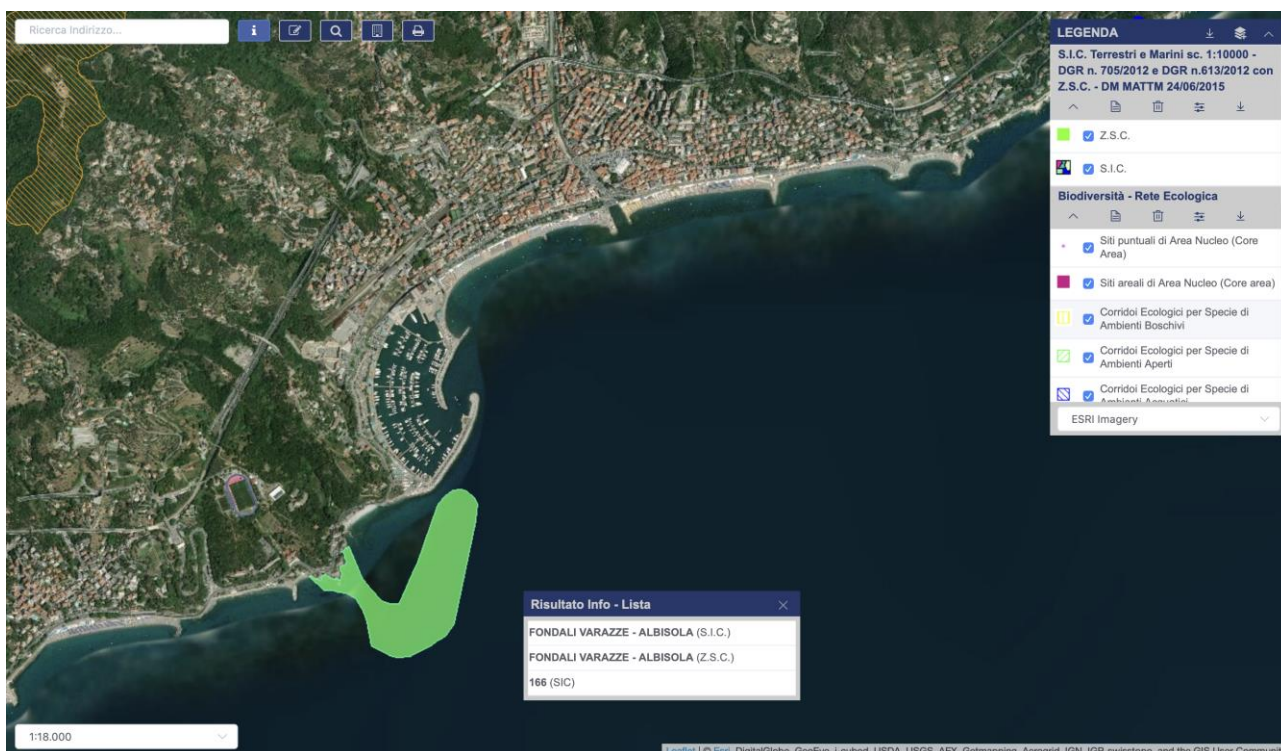 Ricerca Indirizzo...
i
LEGENDA
S.I.C. Terrestri e Marini sc. 1:10000 -
DGR n. 705/2012 e DGR n.613/2012 con
Z.S.C. - DM MATTM 24/06/2015
Z.S.C.
S.I.C.
Biodiversità - Rete Ecologica
Siti puntuali di Area Nucleo (Core
Area)
Siti areali di Area Nucleo (Core area)
Corridoi Ecologici per Specie di
Ambienti Boschivi
Corridoi Ecologici per Specie di
Ambienti Aperti
Corridoi Ecologici per Specie di
Ambienti Acquatici
ESRI Imagery
Risultato Info - Lista
FONDALI VARAZZE - ALBISOLA (S.I.C.)
FONDALI VARAZZE - ALBISOLA (Z.S.C.)
166 (SIC)
1:18.000
Leaflet | © Esri, DigitalGlobe, GeoEye, i-cubed, USDA, USGS, AEX, Getmapping, Aerogrid, IGN, IGP, swisstopo, and the GIS User Communit